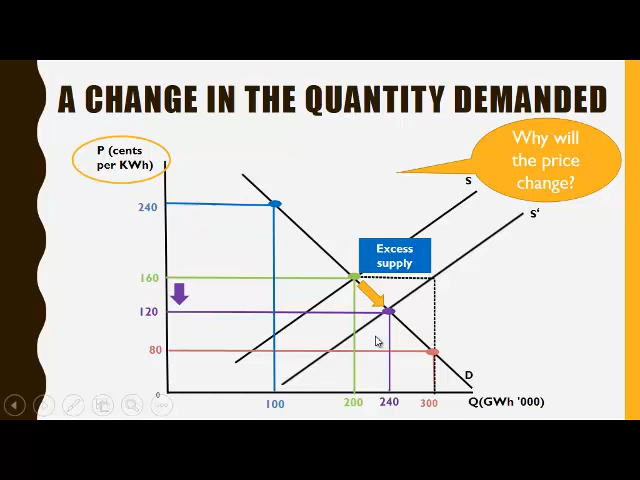 A CHANGE IN THE QUANTITY DEMANDED
P (cents
per KWh)
Why will
the price
change?
S
S'
240
Excess
supply
160
120
80
D
0
100
200
240
300
Q(GWh '000)